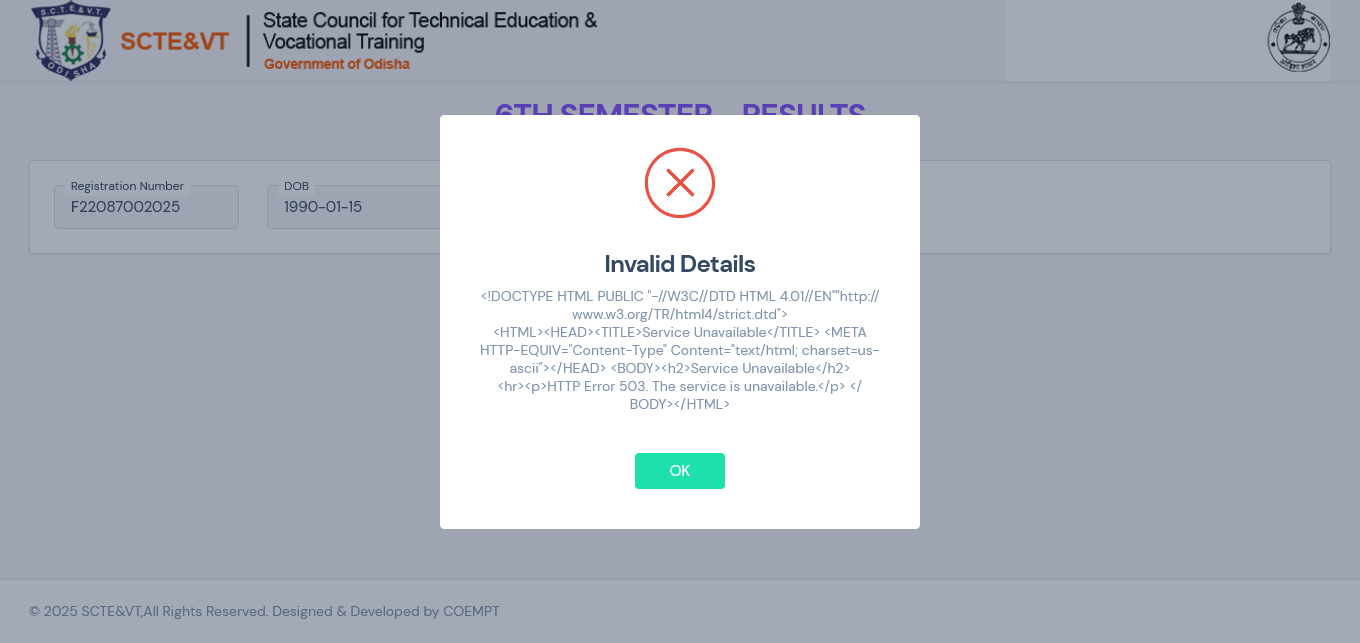 S.C.T.E.&V.T.
ODISHA
SCTE&VT
State Council for Technical Education &
Vocational Training
Government of Odisha
6TH SEMESTER RESULTS
Registration Number
F22087002025
DOB
1990-01-15
Invalid Details
<!DOCTYPE HTML PUBLIC "-//W3C//DTD HTML 4.01//EN""http://
www.w3.org/TR/html4/strict.dtd">
<HTML><HEAD><TITLE>Service Unavailable</TITLE> <META
HTTP-EQUIV="Content-Type" Content="text/html; charset=us-
ascii"></HEAD> <BODY><h2>Service Unavailable</h2>
<hr><p>HTTP Error 503. The service is unavailable.</p> </
BODY></HTML>
OK
© 2025 SCTE&VT,All Rights Reserved. Designed & Developed by COEMPT